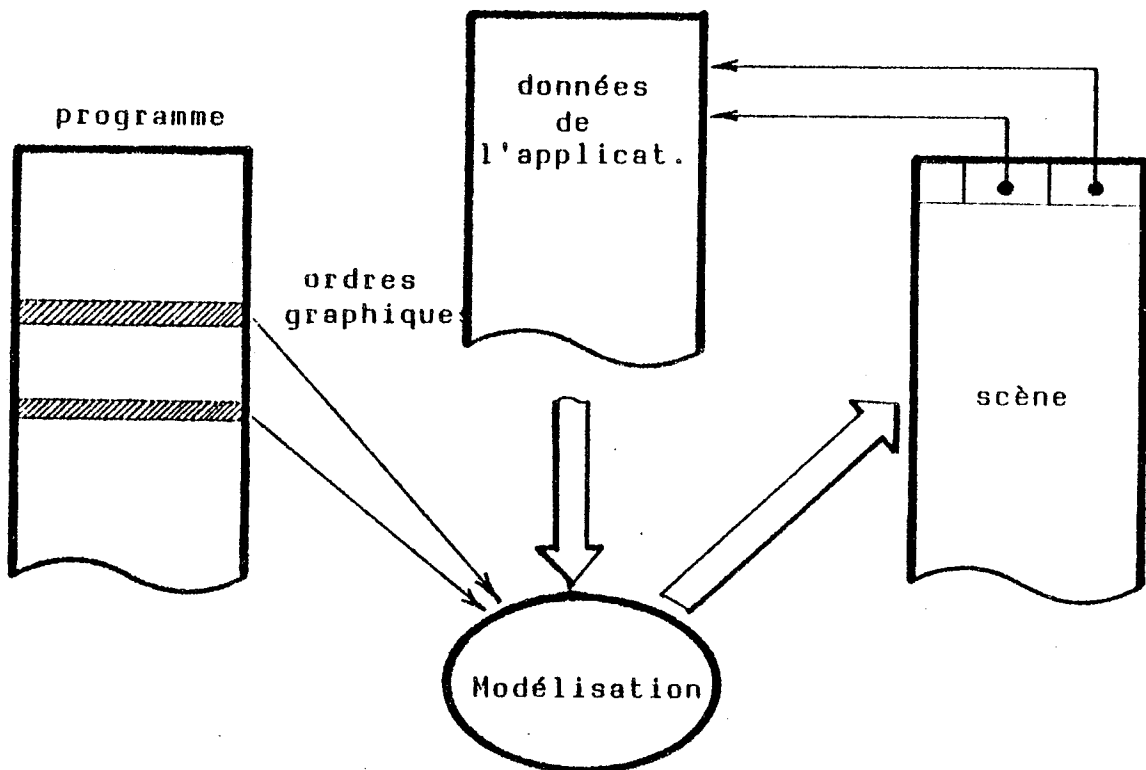 programme
données
de
l'applicat.
ordres
graphiques
scène
Modélisation